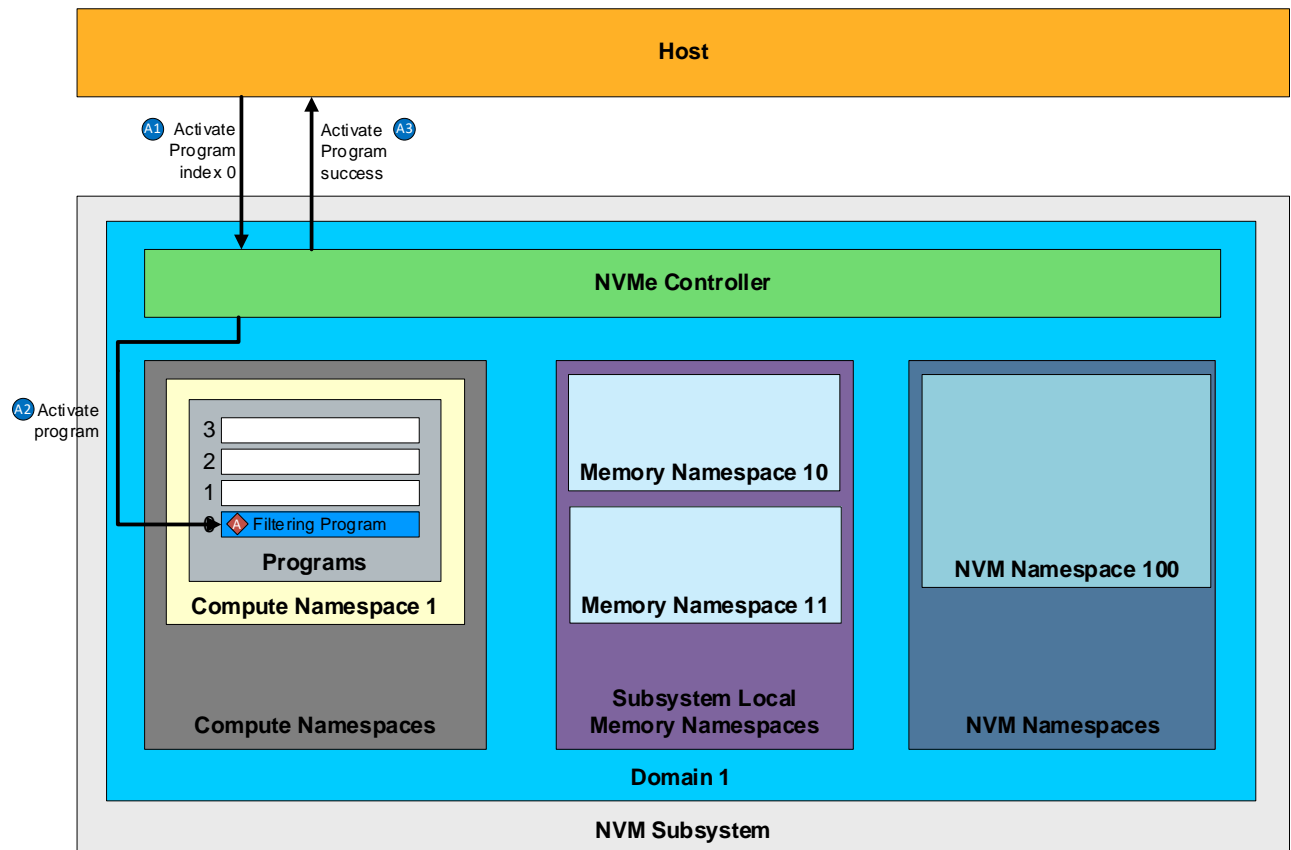 Host
A1 Activate
Program
index 0
Activate A3
Program
success
NVMe Controller
A2 Activate
program
3
2
1
0 A Filtering Program
Programs
Compute Namespace 1
Compute Namespaces
Memory Namespace 10
Memory Namespace 11
Subsystem Local
Memory Namespaces
NVM Namespace 100
NVM Namespaces
Domain 1
NVM Subsystem